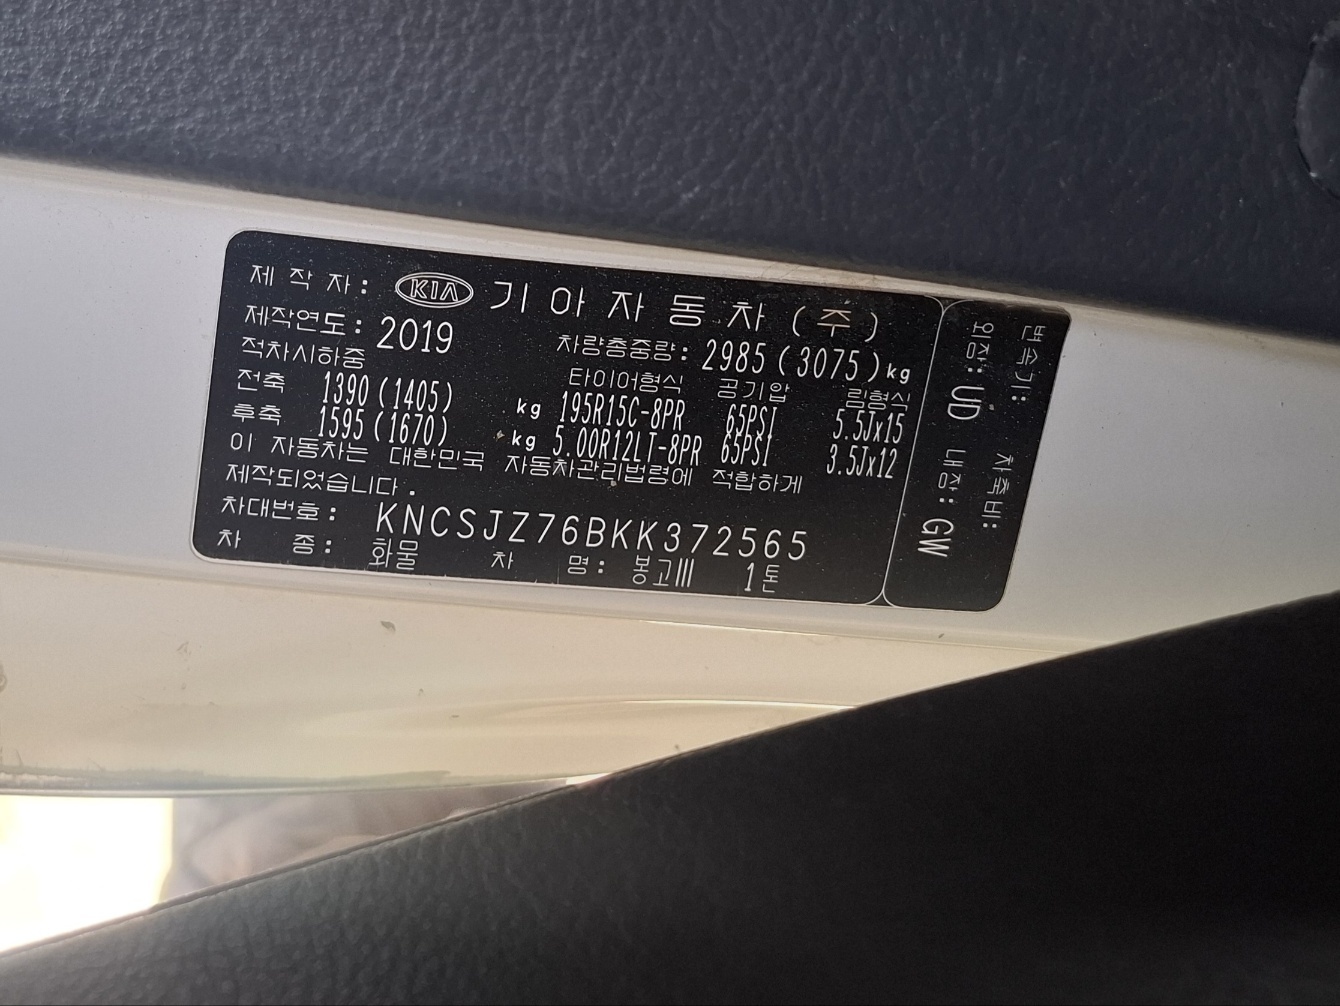 제 작 자 : KIA 기 아 자 동 차 ( 주 )
제작연도 : 2019 차량총중량 : 2985 (3075) kg
적차시하중 타이어형식 공기압 림형식
전축 1390 (1405) kg 195R15C-8PR 65PSI 5.5Jx15
후축 1595 (1670) kg 5.00R12LT-8PR 65PSI 3.5Jx12
이 자동차는 대한민국 자동차관리법령에 적합하게
제작되었습니다 .
차대번호 : KNCSJZ76BKK372565
차 종 : 화물 차 명 : 봉고III 1톤
변속기 : 차축비 :
외장 : UD 내장 : GW